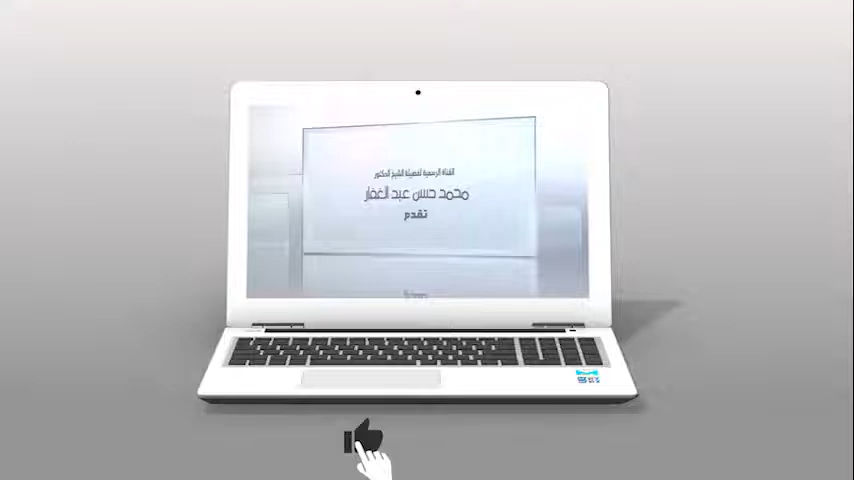 القناة الرسمية لفضيلة الشيخ الدكتور
محمد حسن عبد الغفار
تقدم